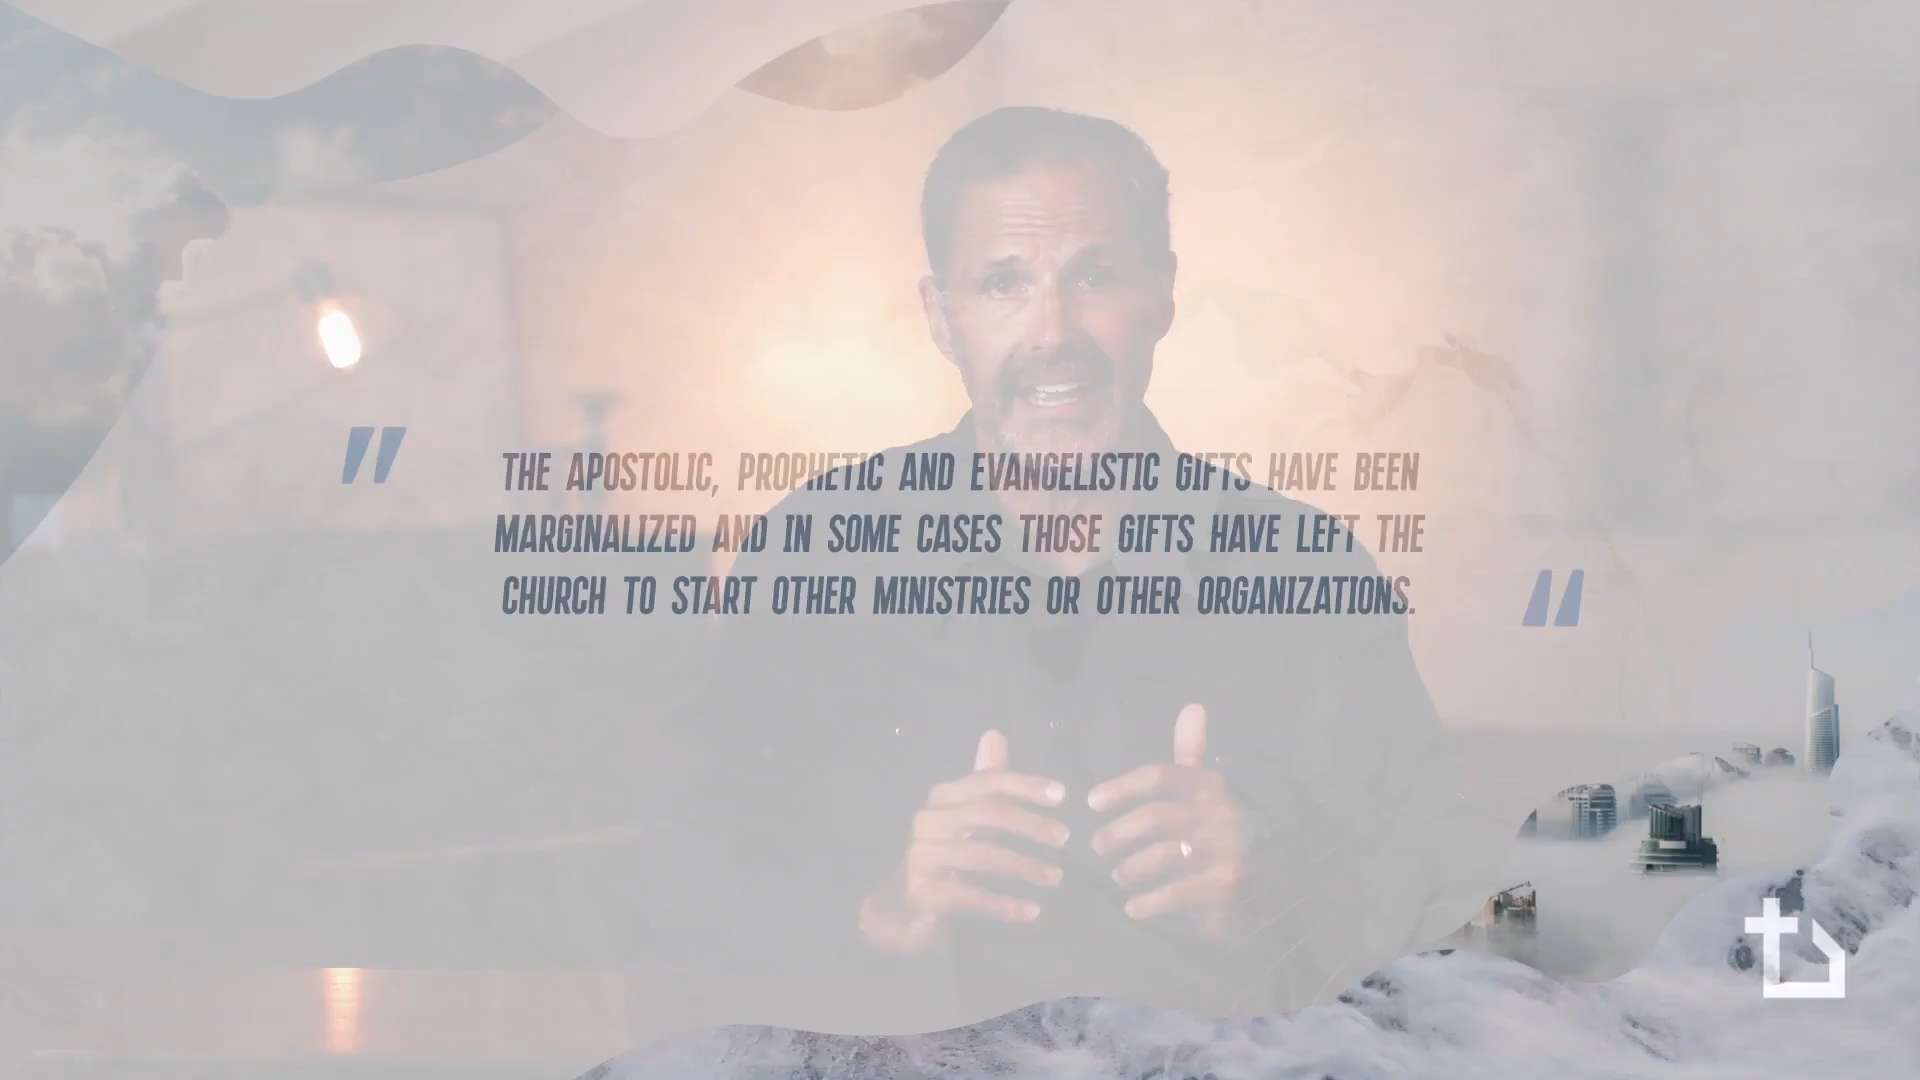 " THE APOSTOLIC, PROPHETIC AND EVANGELISTIC GIFTS HAVE BEEN
MARGINALIZED AND IN SOME CASES THOSE GIFTS HAVE LEFT THE
CHURCH TO START OTHER MINISTRIES OR OTHER ORGANIZATIONS. "